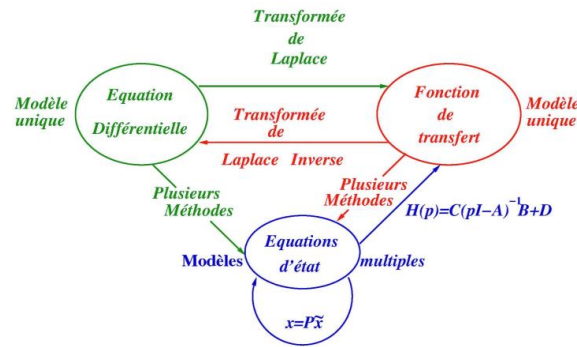 Transformée
de
Laplace
Modèle
unique
Equation
Différentielle
Fonction
de
transfert
Modèle
unique
Transformée
de
Laplace Inverse
Plusieurs
Méthodes
Plusieurs
Méthodes
H(p)=C(pI−A)⁻¹B+D
Modèles
Equations
d'état
multiples
x=Px̃